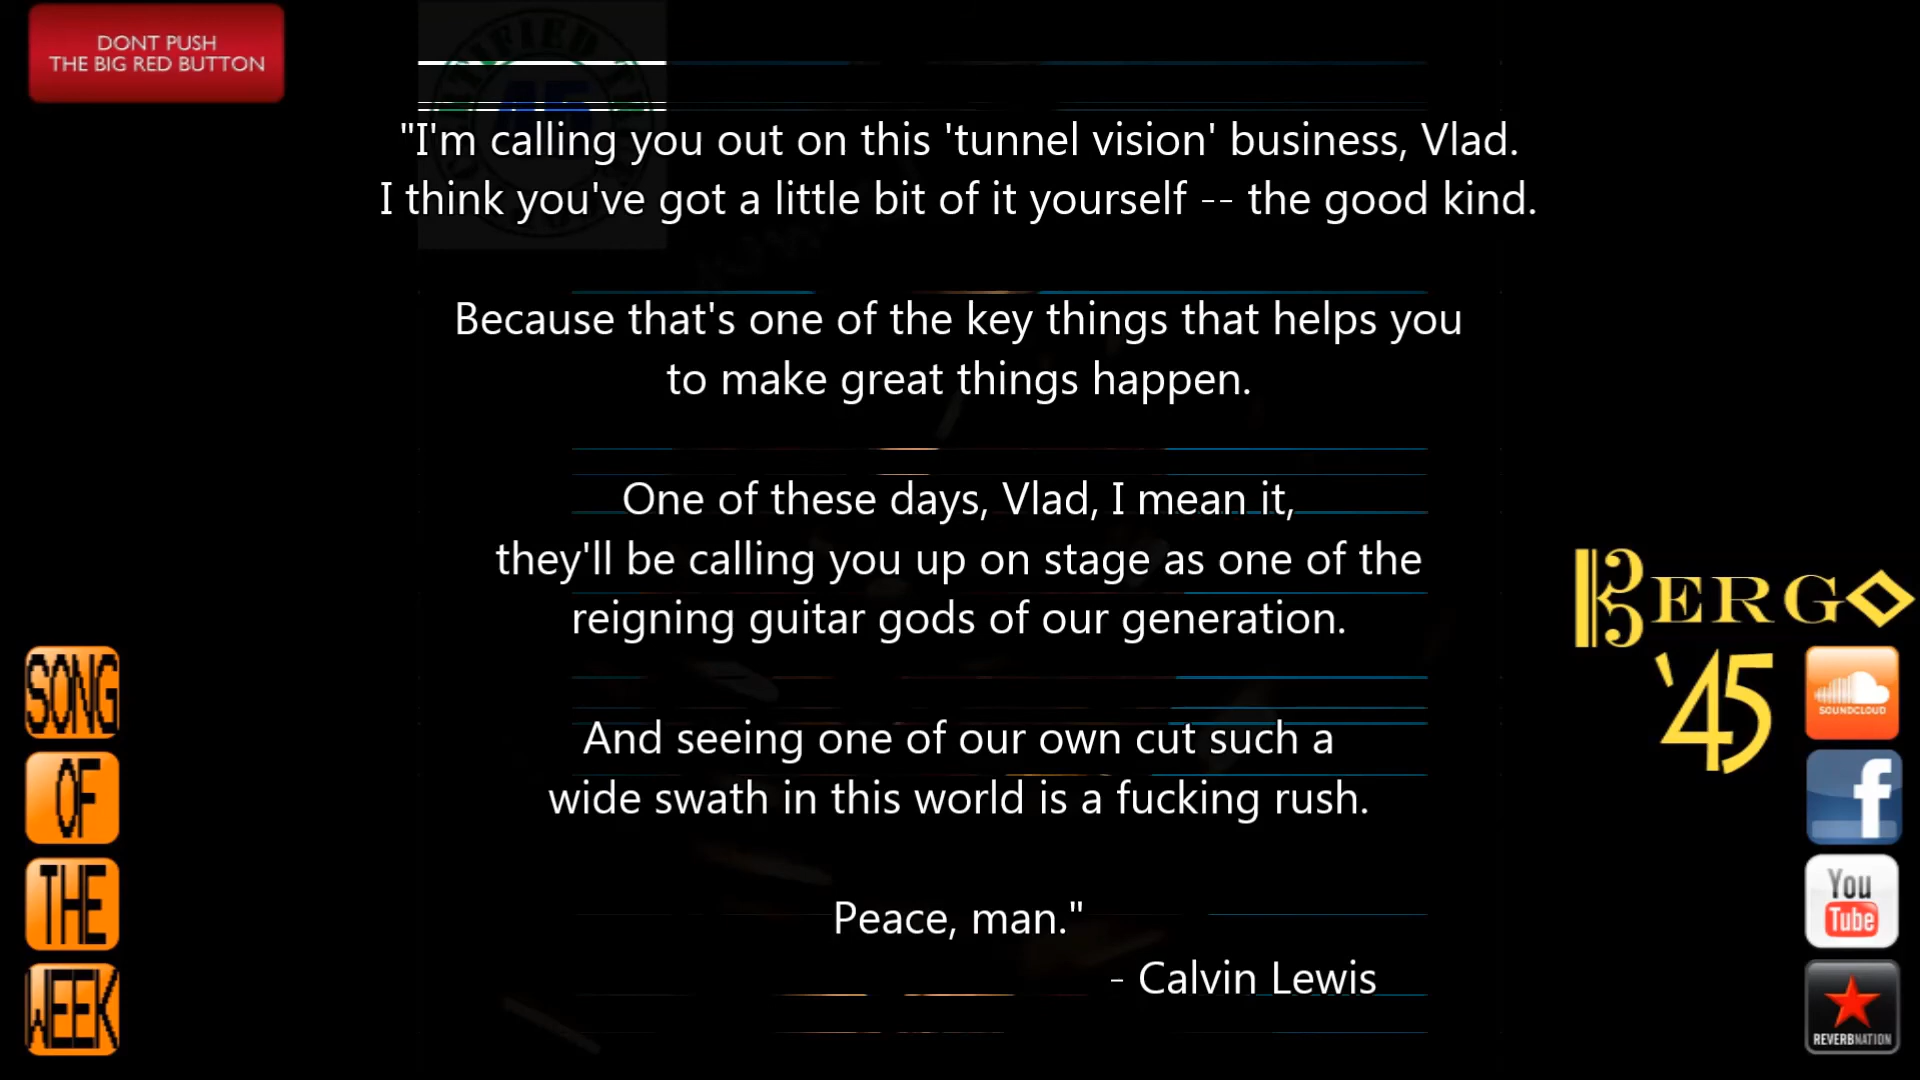 DONT PUSH
THE BIG RED BUTTON
"I'm calling you out on this 'tunnel vision' business, Vlad.
I think you've got a little bit of it yourself -- the good kind.
Because that's one of the key things that helps you
to make great things happen.
One of these days, Vlad, I mean it,
they'll be calling you up on stage as one of the
reigning guitar gods of our generation.
And seeing one of our own cut such a
wide swath in this world is a fucking rush.
Peace, man."
- Calvin Lewis
SONG
OF
THE
WEEK
BERGO
'45
SOUNDCLOUD
f
You
Tube
REVERBNATION